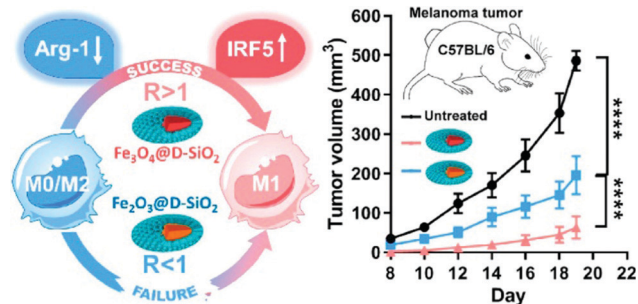 Arg-1↓
IRF5↑
SUCCESS
R>1
Fe₃O₄@D-SiO₂
M0/M2
M1
Fe₂O₃@D-SiO₂
R<1
FAILURE
Tumor volume (mm³)
600
500
400
300
200
100
0
Melanoma tumor
C57BL/6
Untreated
****
****
8 10 12 14 16 18 20 22
Day